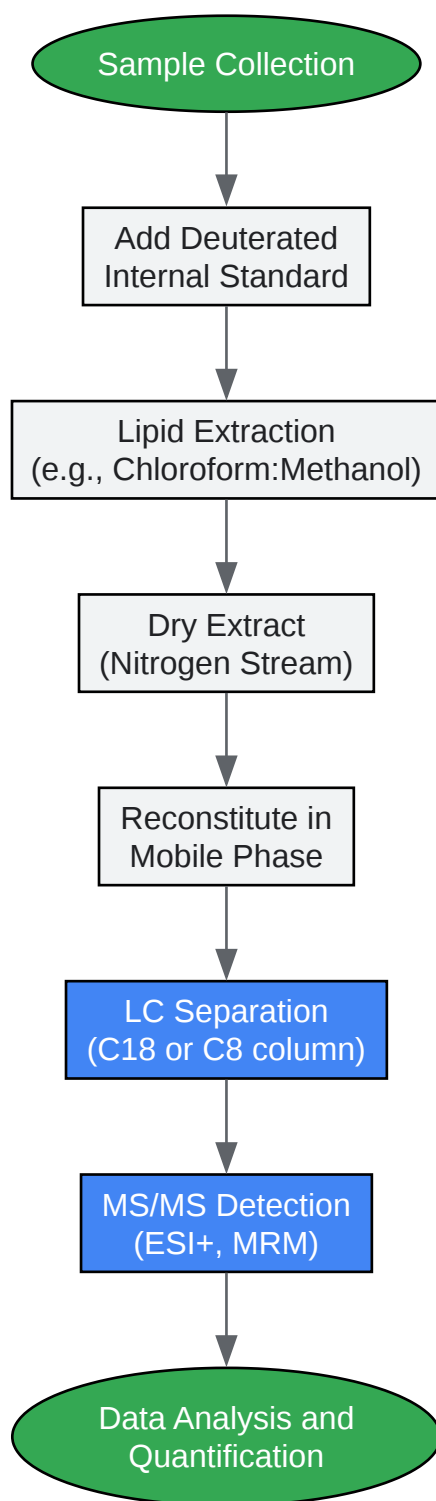 Sample Collection
Add Deuterated
Internal Standard
Lipid Extraction
(e.g., Chloroform:Methanol)
Dry Extract
(Nitrogen Stream)
Reconstitute in
Mobile Phase
LC Separation
(C18 or C8 column)
MS/MS Detection
(ESI+, MRM)
Data Analysis and
Quantification